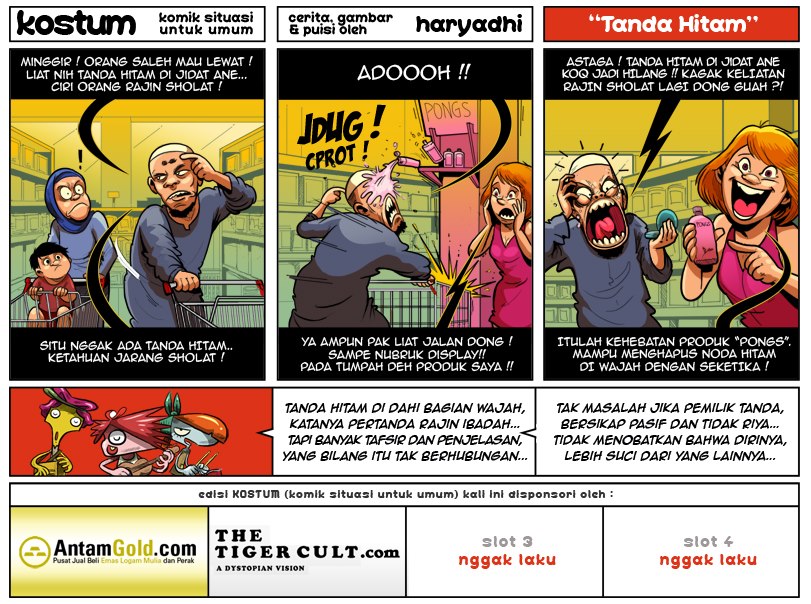 kostum
komik situasi
untuk umum
cerita, gambar
& puisi oleh
haryadhi
"Tanda Hitam"
MINGGIR ! ORANG SALEH MAU LEWAT !
LIAT NIH TANDA HITAM DI JIDAT ANE...
CIRI ORANG RAJIN SHOLAT !
!
SITU NGGAK ADA TANDA HITAM..
KETAHUAN JARANG SHOLAT !
ADOOOH !!
JDUG !
CPROT !
PONGS
YA AMPUN PAK LIAT JALAN DONG !
SAMPE NUBRUK DISPLAY!!
PADA TUMPAH DEH PRODUK SAYA !!
ASTAGA ! TANDA HITAM DI JIDAT ANE
KOQ JADI HILANG !! KAGAK KELIATAN
RAJIN SHOLAT LAGI DONG GUAH ?!
PONGS
ITULAH KEHEBATAN PRODUK "PONGS".
MAMPU MENGHAPUS NODA HITAM
DI WAJAH DENGAN SEKETIKA !
TANDA HITAM DI DAHI BAGIAN WAJAH,
KATANYA PERTANDA RAJIN IBADAH...
TAPI BANYAK TAFSIR DAN PENJELASAN,
YANG BILANG ITU TAK BERHUBUNGAN...
TAK MASALAH JIKA PEMILIK TANDA,
BERSIKAP PASIF DAN TIDAK RIYA...
TIDAK MENOBATKAN BAHWA DIRINYA,
LEBIH SUCI DARI YANG LAINNYA...
edisi KOSTUM (komik situasi untuk umum) kali ini disponsori oleh :
AntamGold.com
Pusat Jual Beli Emas Logam Mulia dan Perak
THE
TIGER CULT.com
A DYSTOPIAN VISION
slot 3
nggak laku
slot 4
nggak laku